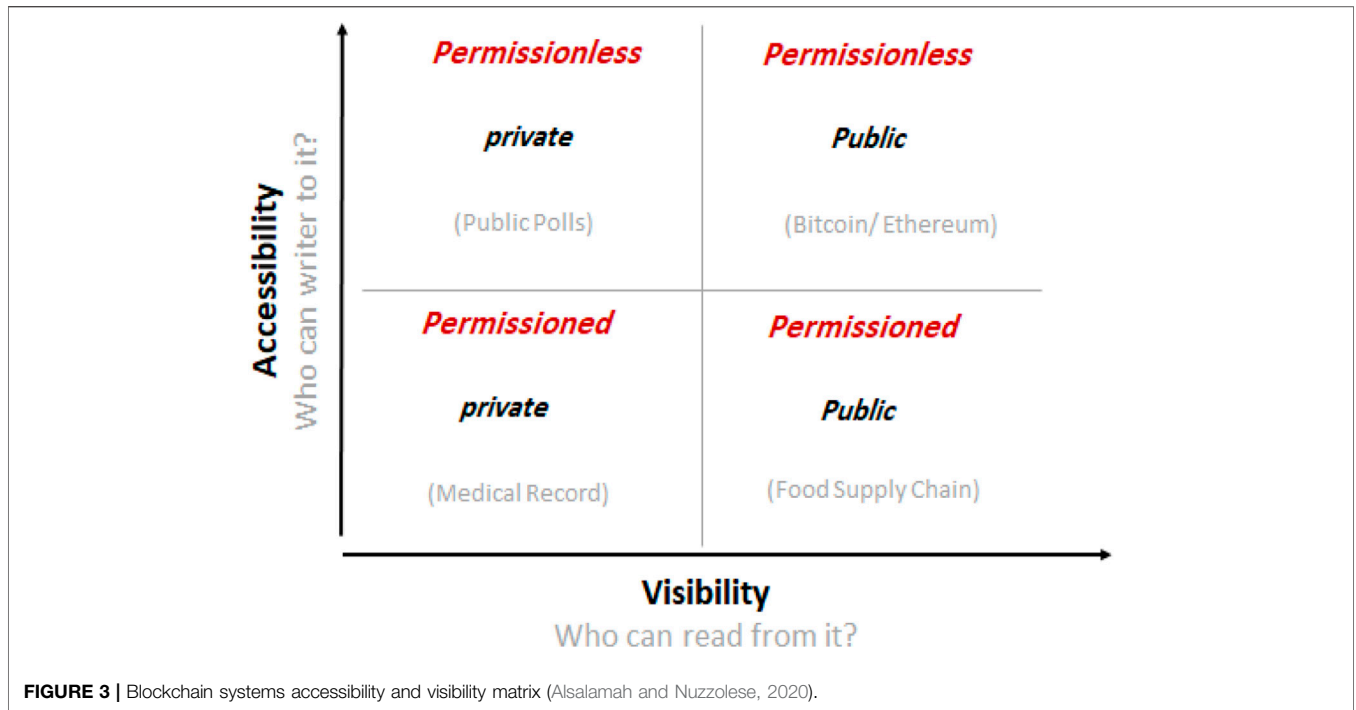 Permissionless
private
(Public Polls)
Permissionless
Public
(Bitcoin/ Ethereum)
Accessibility
Who can writer to it?
Permissioned
private
(Medical Record)
Permissioned
Public
(Food Supply Chain)
Visibility
Who can read from it?
FIGURE 3 | Blockchain systems accessibility and visibility matrix (Alsalamah and Nuzzolese, 2020).